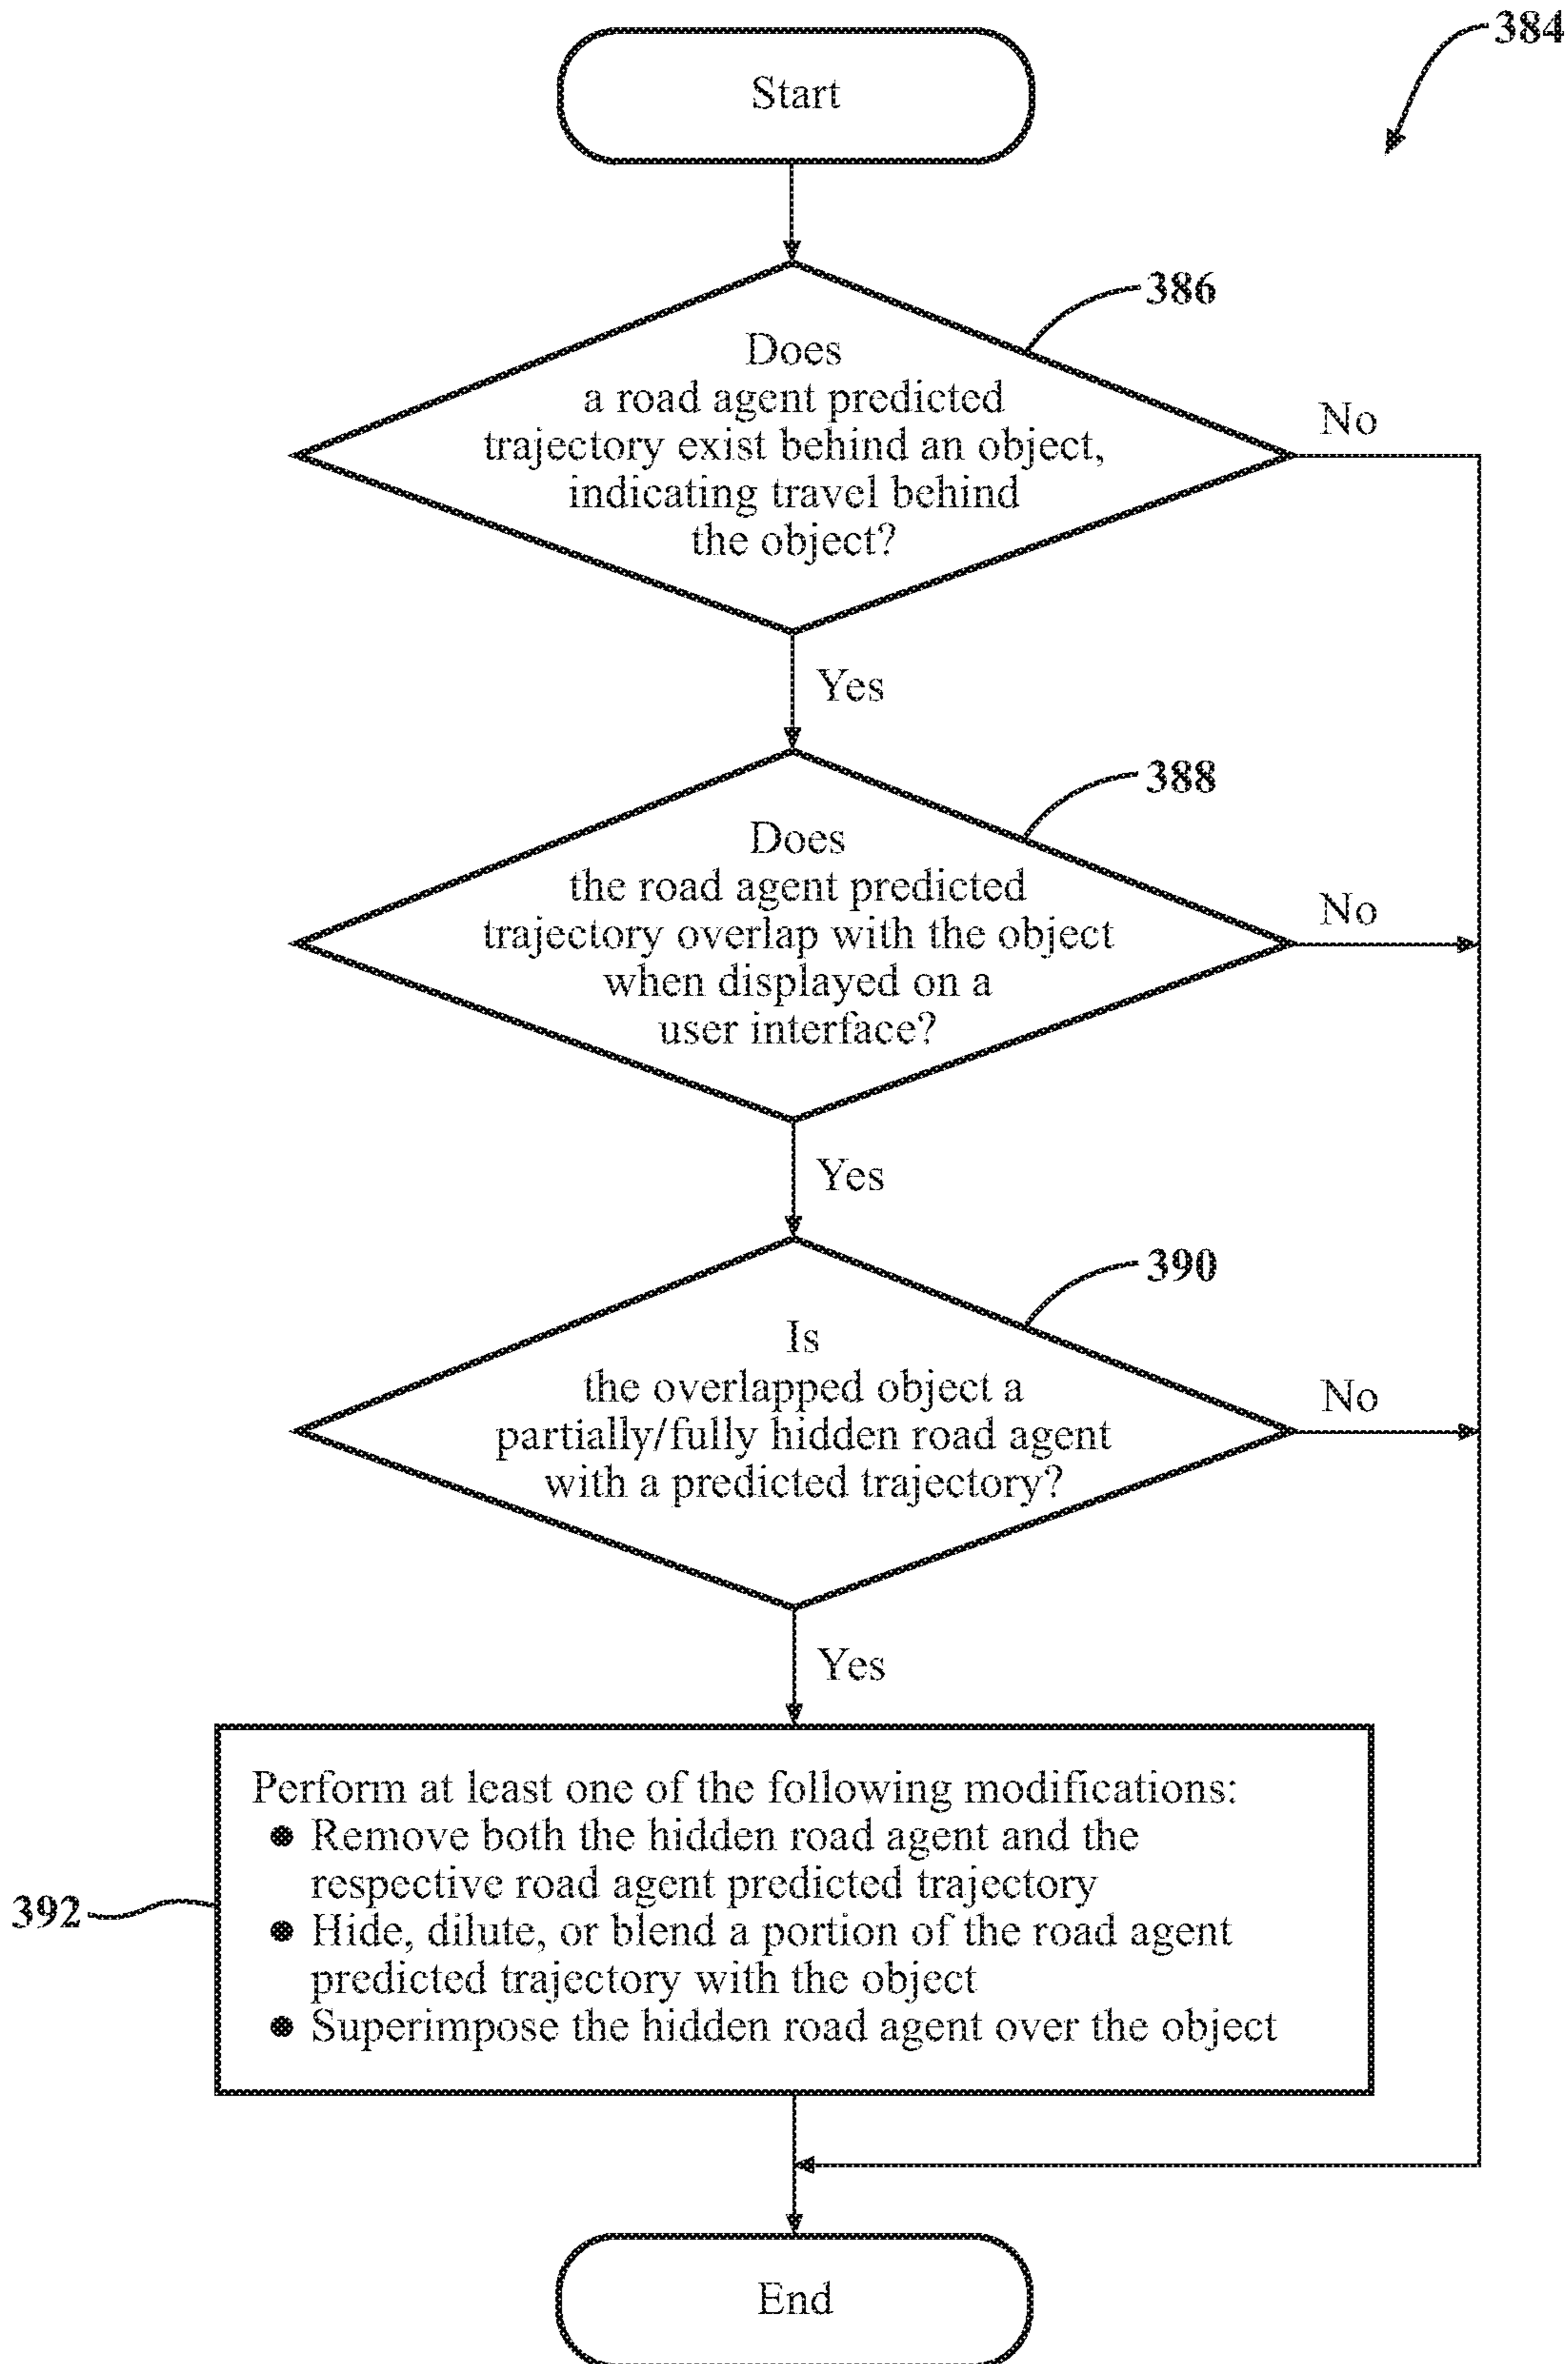 384
Start
386
Does
a road agent predicted
trajectory exist behind an object,
indicating travel behind
the object?
No
Yes
388
Does
the road agent predicted
trajectory overlap with the object
when displayed on a
user interface?
No
Yes
390
Is
the overlapped object a
partially/fully hidden road agent
with a predicted trajectory?
No
Yes
392
Perform at least one of the following modifications:
● Remove both the hidden road agent and the
respective road agent predicted trajectory
● Hide, dilute, or blend a portion of the road agent
predicted trajectory with the object
● Superimpose the hidden road agent over the object
End